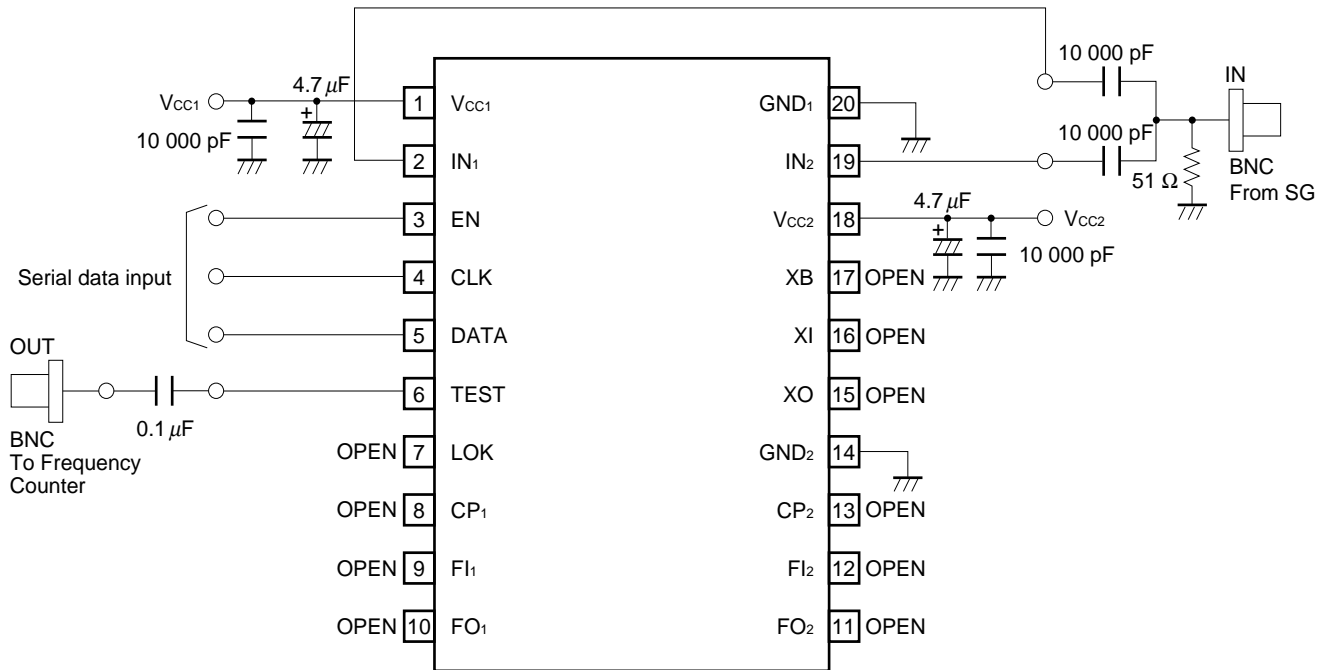 10 000 pF
IN
4.7 µF
VCC1
+
10 000 pF
1 VCC1
GND1 20
10 000 pF
2 IN1
IN2 19
51 Ω
BNC
From SG
3 EN
VCC2 18
4.7 µF
+
VCC2
10 000 pF
Serial data input
4 CLK
XB 17 OPEN
5 DATA
XI 16 OPEN
OUT
6 TEST
XO 15 OPEN
0.1 µF
BNC
To Frequency
Counter
OPEN 7 LOK
GND2 14
OPEN 8 CP1
CP2 13 OPEN
OPEN 9 FI1
FI2 12 OPEN
OPEN 10 FO1
FO2 11 OPEN